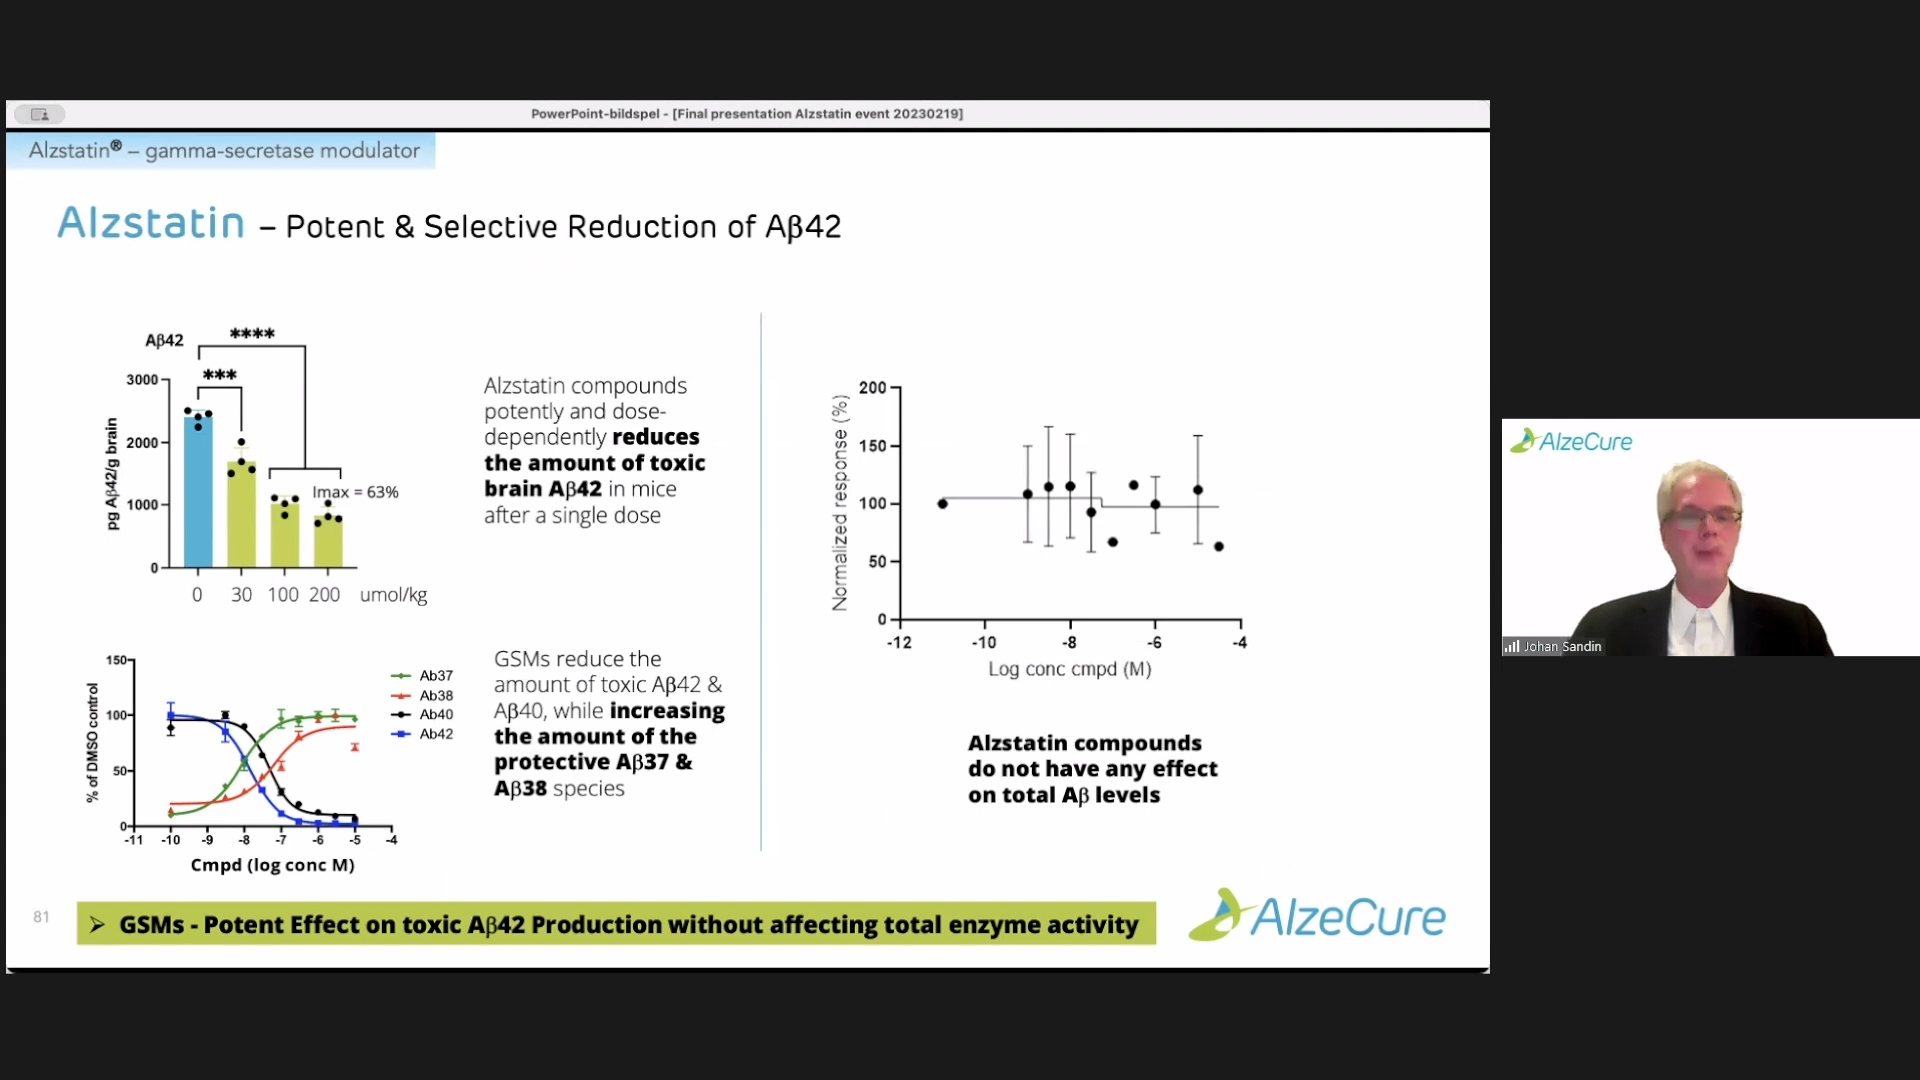 PowerPoint-bildspel - [Final presentation Alzstatin event 20230219]
Alzstatin® – gamma-secretase modulator
Alzstatin – Potent & Selective Reduction of Aβ42
Aβ42
****
***
3000
2000
1000
0
pg Aβ42/g brain
Imax = 63%
0 30 100 200 umol/kg
Alzstatin compounds
potently and dose-
dependently reduces
the amount of toxic
brain Aβ42 in mice
after a single dose
150
100
50
0
% of DMSO control
-11 -10 -9 -8 -7 -6 -5 -4
Cmpd (log conc M)
Ab37
Ab38
Ab40
Ab42
GSMs reduce the
amount of toxic Aβ42 &
Aβ40, while increasing
the amount of the
protective Aβ37 &
Aβ38 species
200
150
100
50
0
Normalized response (%)
-12 -10 -8 -6 -4
Log conc cmpd (M)
Alzstatin compounds
do not have any effect
on total Aβ levels
81
➢ GSMs - Potent Effect on toxic Aβ42 Production without affecting total enzyme activity
AlzeCure
AlzeCure
Johan Sandin